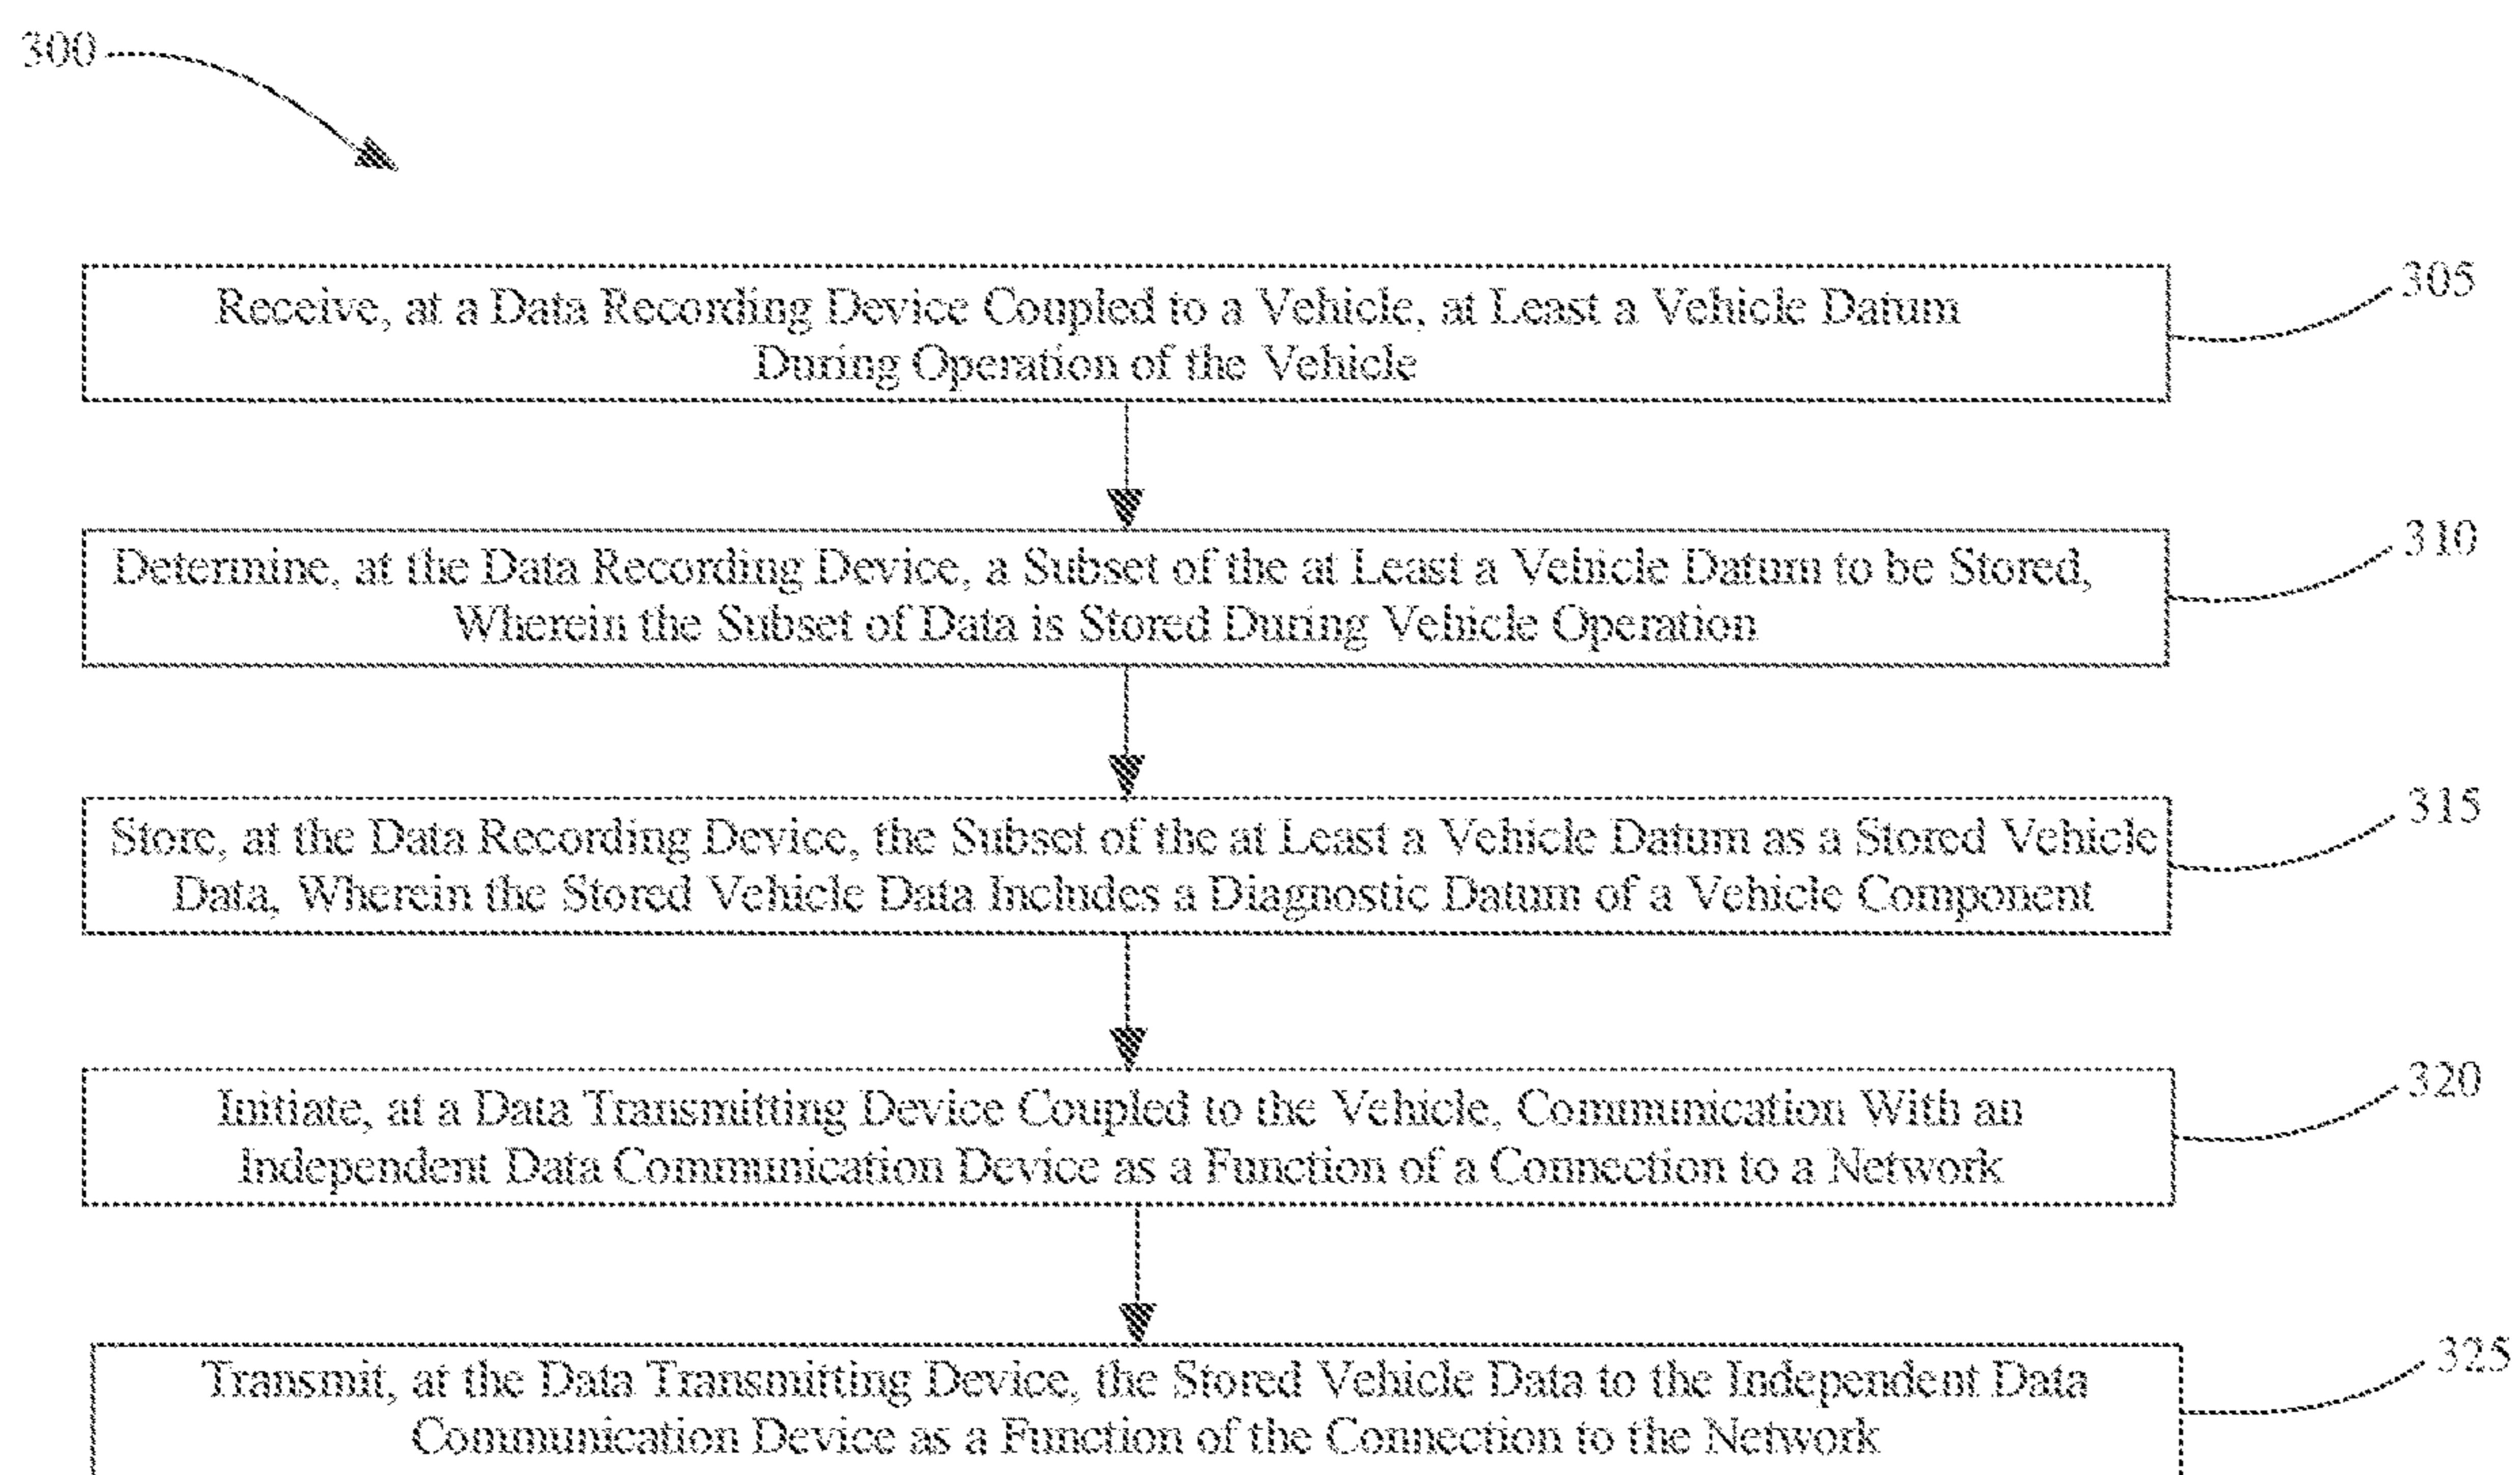 300
Receive, at a Data Recording Device Coupled to a Vehicle, at Least a Vehicle Datum
During Operation of the Vehicle
305
Determine, at the Data Recording Device, a Subset of the at Least a Vehicle Datum to be Stored,
Wherein the Subset of Data is Stored During Vehicle Operation
310
Store, at the Data Recording Device, the Subset of the at Least a Vehicle Datum as a Stored Vehicle
Data, Wherein the Stored Vehicle Data Includes a Diagnostic Datum of a Vehicle Component
315
Initiate, at a Data Transmitting Device Coupled to the Vehicle, Communication With an
Independent Data Communication Device as a Function of a Connection to a Network
320
Transmit, at the Data Transmitting Device, the Stored Vehicle Data to the Independent Data
Communication Device as a Function of the Connection to the Network
325